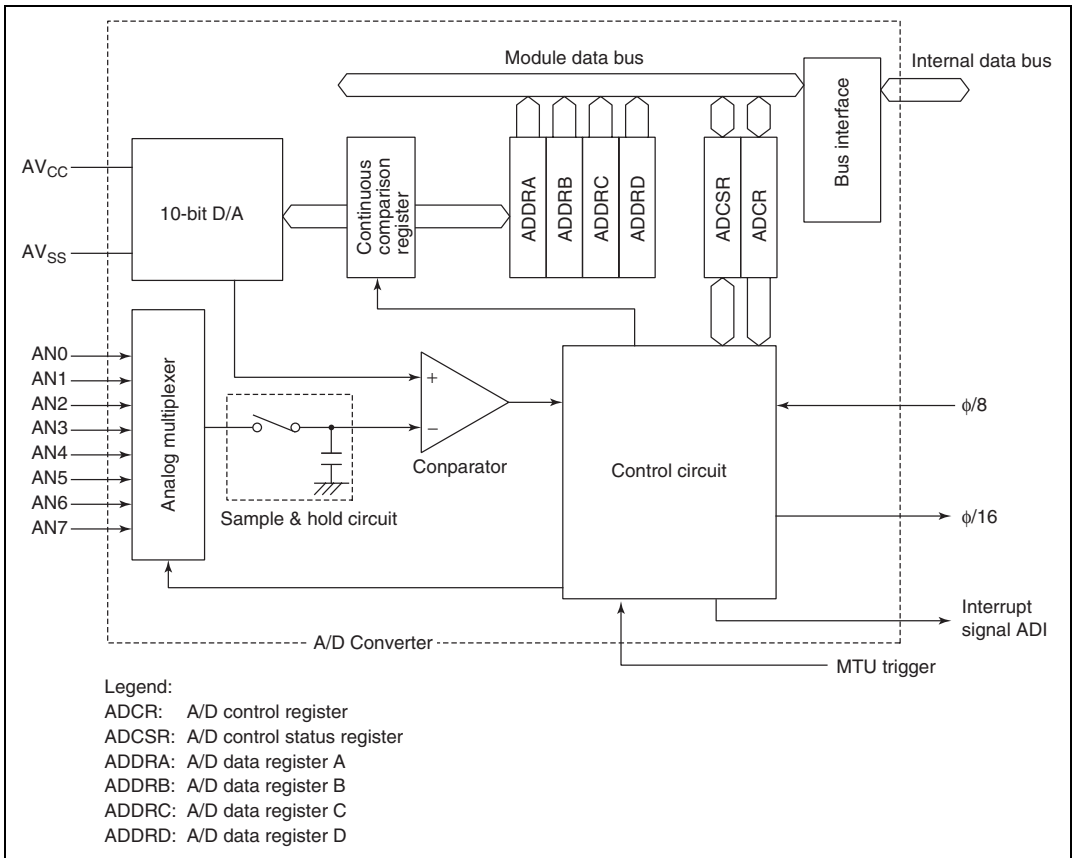 Module data bus
Internal data bus
Bus interface
AVCC
AVSS
10-bit D/A
Continuous
comparison
register
ADDRA
ADDRB
ADDRC
ADDRD
ADCSR
ADCR
AN0
AN1
AN2
AN3
AN4
AN5
AN6
AN7
Analog multiplexer
+
−
Conparator
Sample & hold circuit
Control circuit
ϕ/8
ϕ/16
Interrupt
signal ADI
A/D Converter
MTU trigger
Legend:
ADCR: A/D control register
ADCSR: A/D control status register
ADDRA: A/D data register A
ADDRB: A/D data register B
ADDRC: A/D data register C
ADDRD: A/D data register D